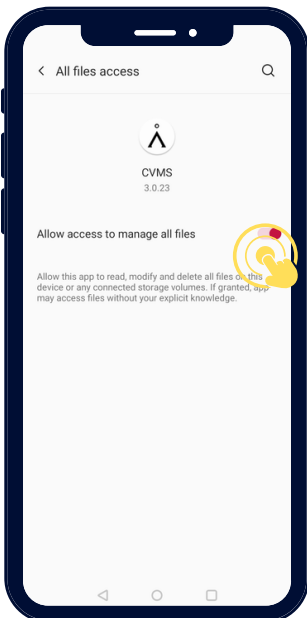 All files access
CVMS
3.0.23
Allow access to manage all files
Allow this app to read, modify and delete all files on this
device or any connected storage volumes. If granted, app
may access files without your explicit knowledge.